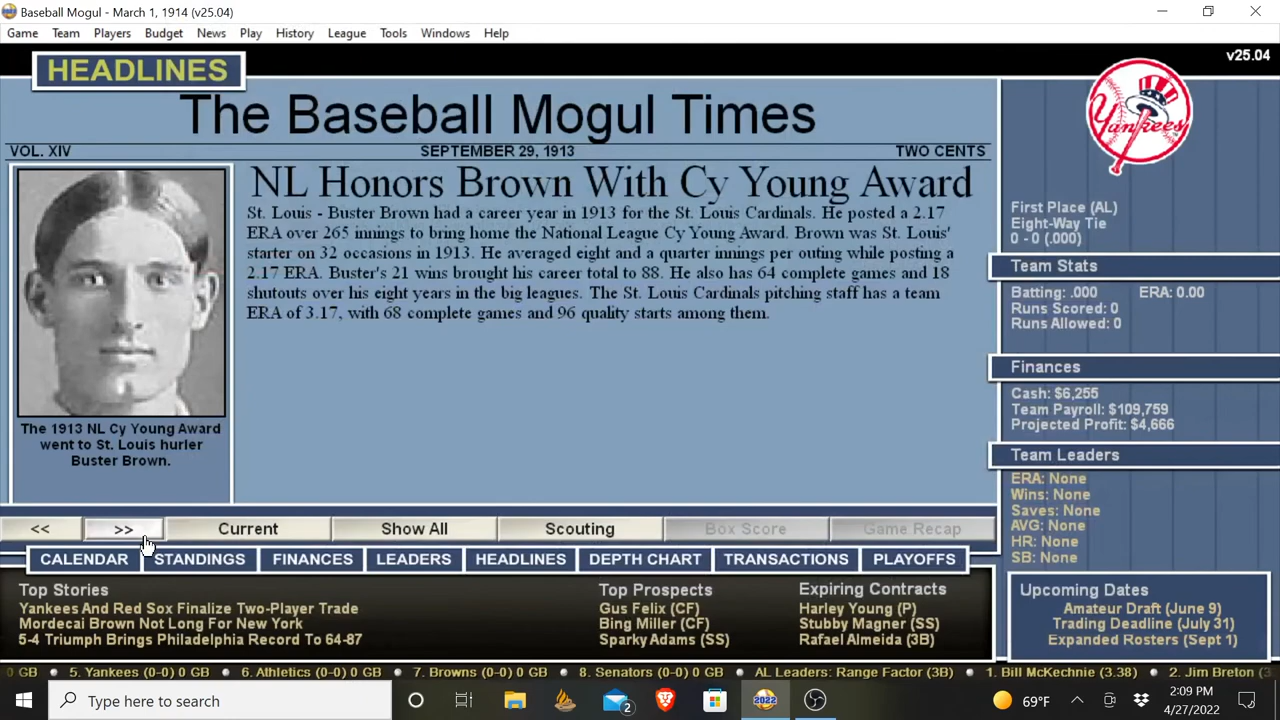 Baseball Mogul - March 1, 1914 (v25.04)
Game Team Players Budget News Play History League Tools Windows Help
HEADLINES
v25.04
The Baseball Mogul Times
VOL. XIV SEPTEMBER 29, 1913 TWO CENTS
NL Honors Brown With Cy Young Award
St. Louis - Buster Brown had a career year in 1913 for the St. Louis Cardinals. He posted a 2.17
ERA over 265 innings to bring home the National League Cy Young Award. Brown was St. Louis'
starter on 32 occasions in 1913. He averaged eight and a quarter innings per outing while posting a
2.17 ERA. Buster's 21 wins brought his career total to 88. He also has 64 complete games and 18
shutouts over his eight years in the big leagues. The St. Louis Cardinals pitching staff has a team
ERA of 3.17, with 68 complete games and 96 quality starts among them.
The 1913 NL Cy Young Award
went to St. Louis hurler
Buster Brown.
Yankees
First Place (AL)
Eight-Way Tie
0 - 0 (.000)
Team Stats
Batting: .000 ERA: 0.00
Runs Scored: 0
Runs Allowed: 0
Finances
Cash: $6,255
Team Payroll: $109,759
Projected Profit: $4,666
Team Leaders
ERA: None
Wins: None
Saves: None
AVG: None
HR: None
SB: None
<< >> Current Show All Scouting Box Score Game Recap
CALENDAR STANDINGS FINANCES LEADERS HEADLINES DEPTH CHART TRANSACTIONS PLAYOFFS
Top Stories
Yankees And Red Sox Finalize Two-Player Trade
Mordecai Brown Not Long For New York
5-4 Triumph Brings Philadelphia Record To 64-87
Top Prospects
Gus Felix (CF)
Bing Miller (CF)
Sparky Adams (SS)
Expiring Contracts
Harley Young (P)
Stubby Magner (SS)
Rafael Almeida (3B)
Upcoming Dates
Amateur Draft (June 9)
Trading Deadline (July 31)
Expanded Rosters (Sept 1)
0 GB • 5. Yankees (0-0) 0 GB • 6. Athletics (0-0) 0 GB • 7. Browns (0-0) 0 GB • 8. Senators (0-0) 0 GB • AL Leaders: Range Factor (3B) • 1. Bill McKechnie (3.38) • 2. Jim Breton (3
Type here to search
2
2022
69°F
2:09 PM
4/27/2022